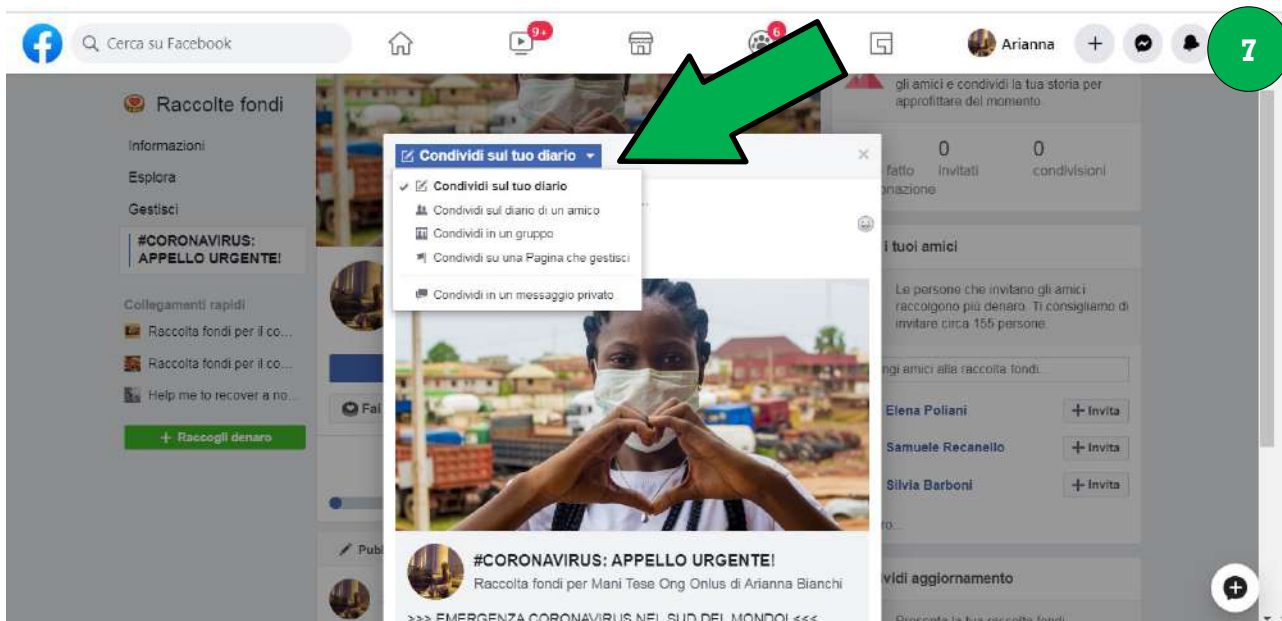 Cerca su Facebook
9+
6
Arianna
7
Raccolte fondi
Informazioni
Esplora
Gestisci
#CORONAVIRUS:
APPELLO URGENTE!
Collegamenti rapidi
Raccolta fondi per il co...
Raccolta fondi per il co...
Help me to recover a no...
+ Raccogli denaro
Condividi sul tuo diario
Condividi sul tuo diario
Condividi sul diario di un amico
Condividi in un gruppo
Condividi su una Pagina che gestisci
Condividi in un messaggio privato
#CORONAVIRUS: APPELLO URGENTE!
Raccolta fondi per Mani Tese Ong Onlus di Arianna Bianchi
>>> EMERGENZA CORONAVIRUS NEL SUD DEL MONDO! <<<
gli amici e condividi la tua storia per
approfittare del momento.
0 0
fatto invitati condivisioni
i tuoi amici
Le persone che invitano gli amici
raccolgono più denaro. Ti consigliamo di
invitare circa 155 persone.
amici alla raccolta fondi...
Elena Poliani + Invita
Samuele Recanello + Invita
Silvia Barboni + Invita
aggiornamento